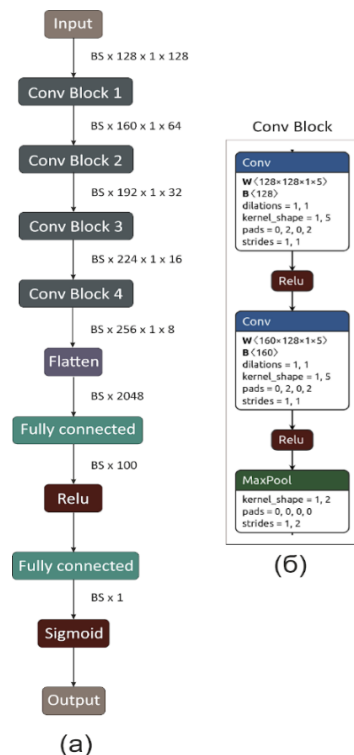 Input
BS x 128 x 1 x 128
Conv Block 1
BS x 160 x 1 x 64
Conv Block 2
BS x 192 x 1 x 32
Conv Block 3
BS x 224 x 1 x 16
Conv Block 4
BS x 256 x 1 x 8
Flatten
BS x 2048
Fully connected
BS x 100
Relu
Fully connected
BS x 1
Sigmoid
Output
(а)
Conv Block
Conv
W ⟨128×128×1×5⟩
B ⟨128⟩
dilations = 1, 1
kernel_shape = 1, 5
pads = 0, 2, 0, 2
strides = 1, 1
Relu
Conv
W ⟨160×128×1×5⟩
B ⟨160⟩
dilations = 1, 1
kernel_shape = 1, 5
pads = 0, 2, 0, 2
strides = 1, 1
Relu
MaxPool
kernel_shape = 1, 2
pads = 0, 0, 0, 0
strides = 1, 2
(б)